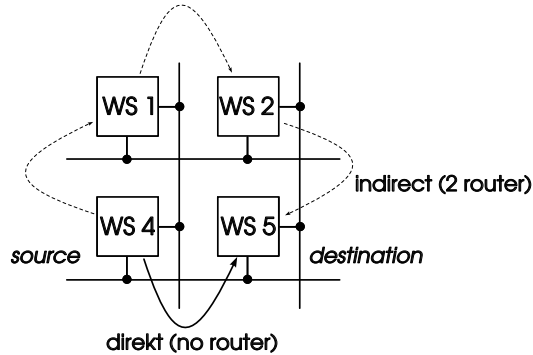 WS 1
WS 2
indirect (2 router)
WS 4
WS 5
source
destination
direkt (no router)